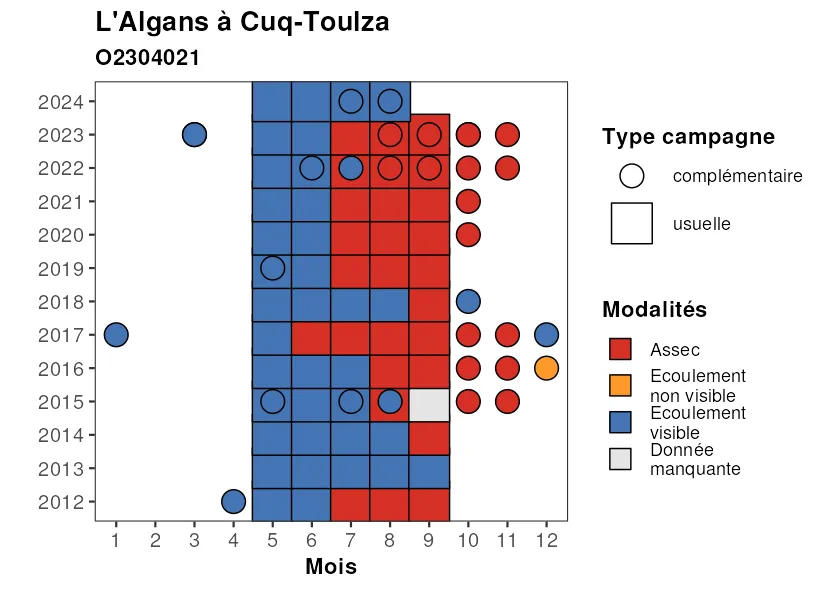 L'Algans à Cuq-Toulza
O2304021
2024
2023
2022
2021
2020
2019
2018
2017
2016
2015
2014
2013
2012
1 2 3 4 5 6 7 8 9 10 11 12
Mois
Type campagne
complémentaire
usuelle
Modalités
Assec
Ecoulement
non visible
Ecoulement
visible
Donnée
manquante